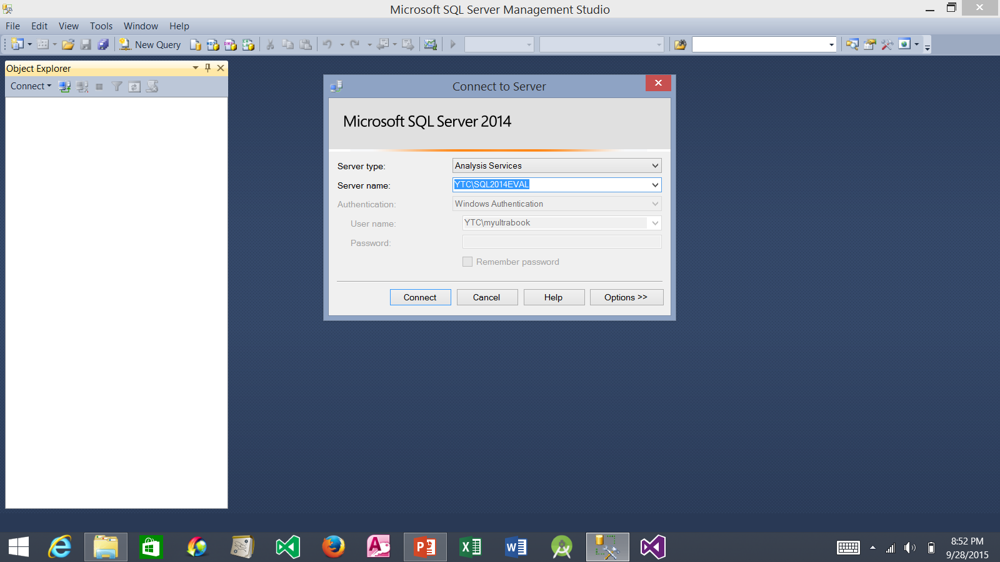 Microsoft SQL Server Management Studio
File Edit View Tools Window Help
New Query
Object Explorer
Connect
Connect to Server
Microsoft SQL Server 2014
Server type: Analysis Services
Server name: YTC\SQL2014EVAL
Authentication: Windows Authentication
User name: YTC\myultrabook
Password:
Remember password
Connect Cancel Help Options >>
8:52 PM
9/28/2015